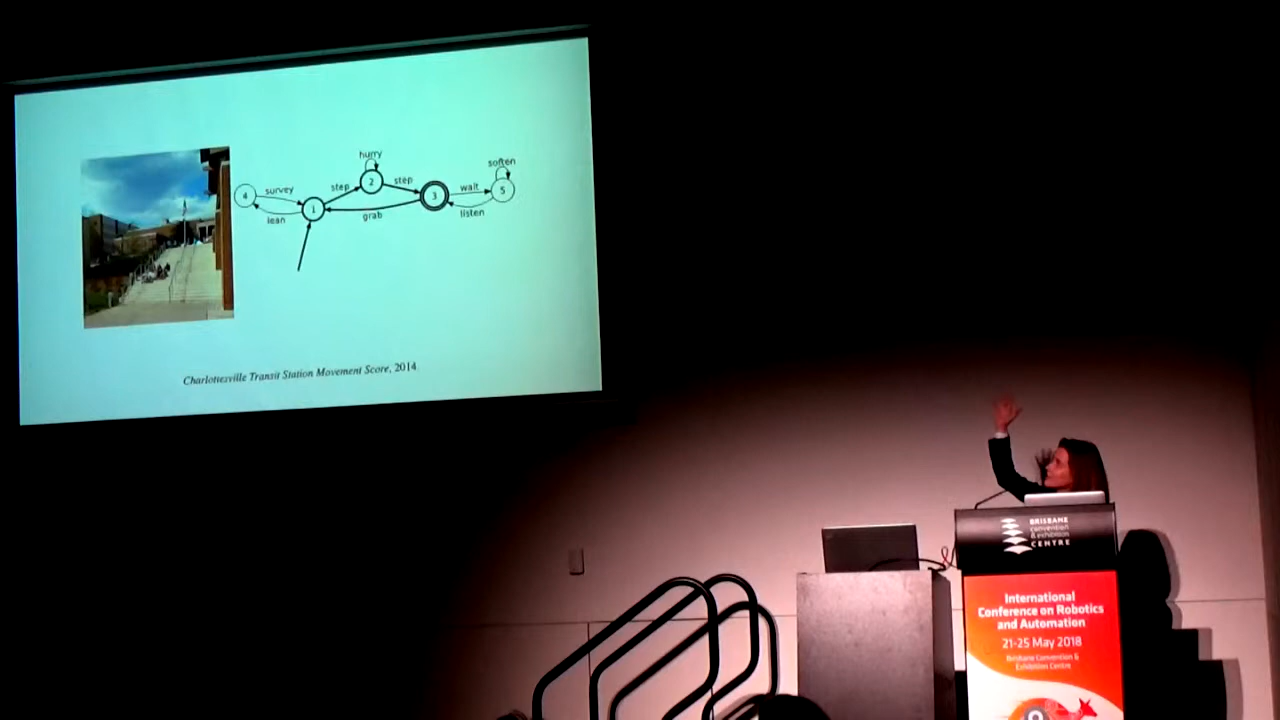 hurry
soften
survey
step
step
wait
4
1
2
3
5
lean
grab
listen
Charlottesville Transit Station Movement Score, 2014
BRISBANE
convention
& exhibition
CENTRE
International
Conference on Robotics
and Automation
21-25 May 2018
Brisbane Convention &
Exhibition Centre